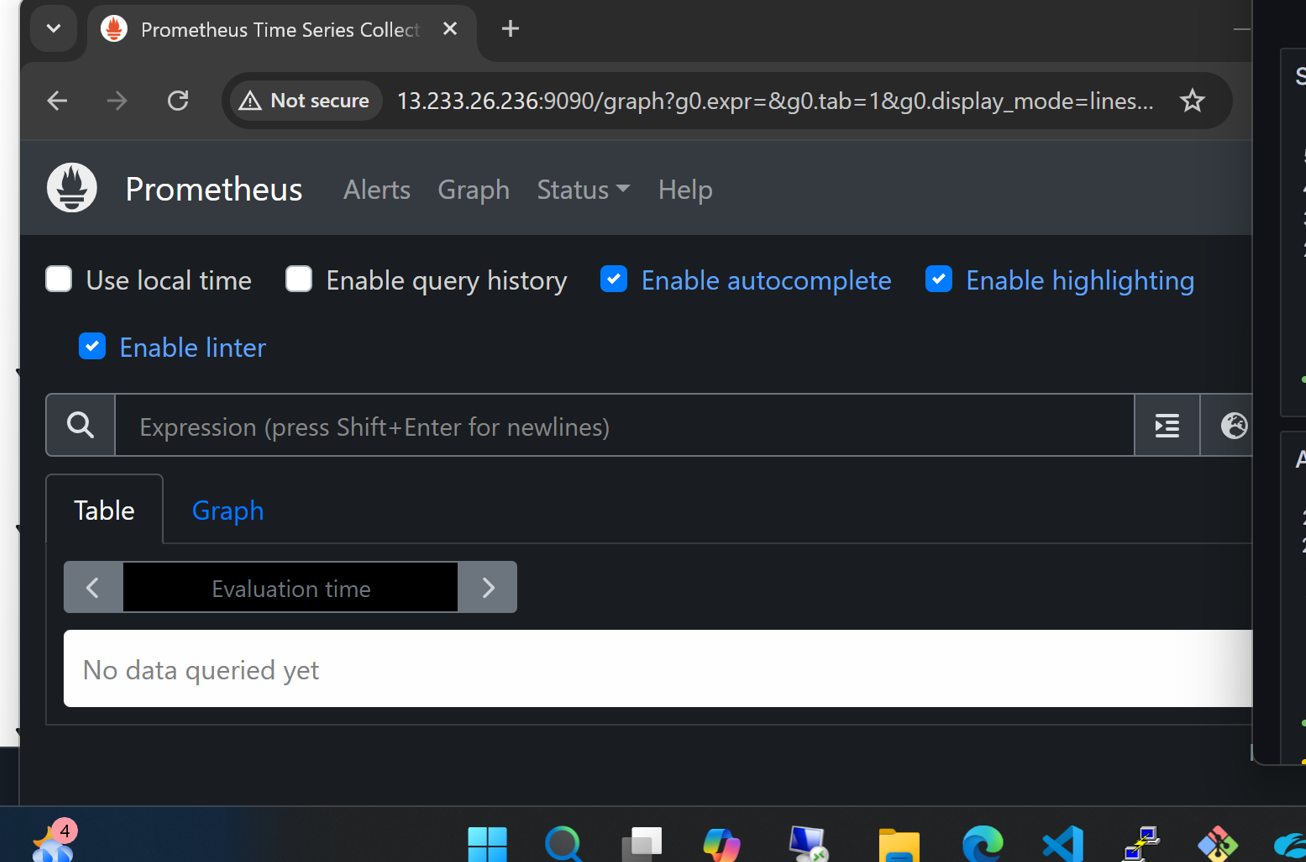 Prometheus Time Series Collect
Not secure
13.233.26.236:9090/graph?g0.expr=&g0.tab=1&g0.display_mode=lines...
Prometheus
Alerts
Graph
Status
Help
Use local time
Enable query history
Enable autocomplete
Enable highlighting
Enable linter
Expression (press Shift+Enter for newlines)
Table
Graph
Evaluation time
No data queried yet
4